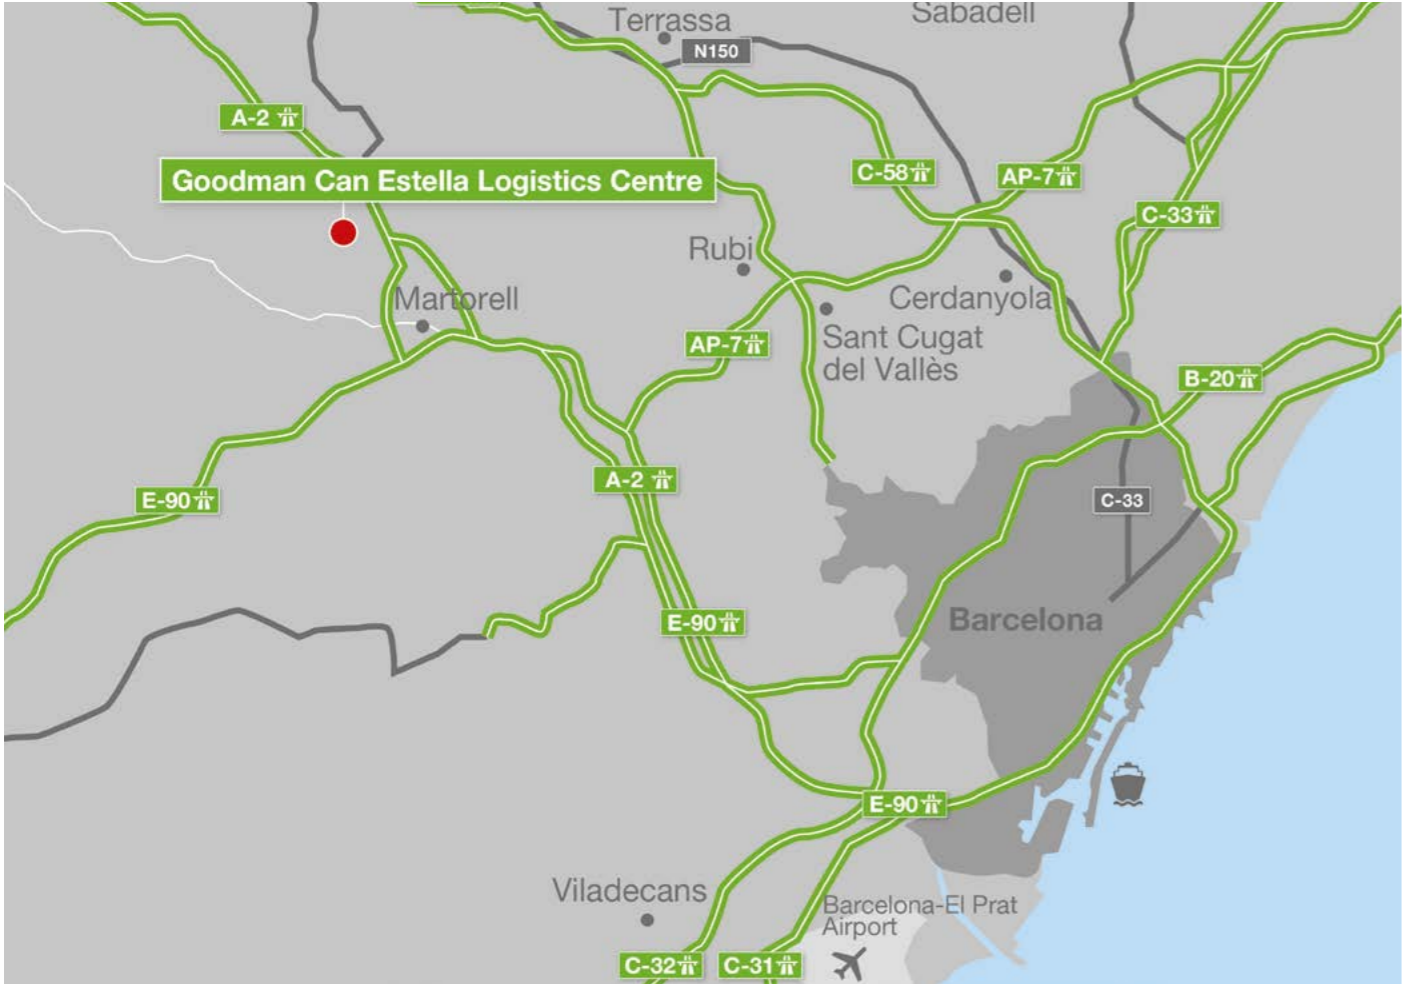 Terrassa
Sabadell
N150
A-2
Goodman Can Estella Logistics Centre
C-58
AP-7
C-33
Rubi
Martorell
Cerdanyola
AP-7
Sant Cugat
del Vallès
B-20
A-2
E-90
C-33
E-90
Barcelona
E-90
Viladecans
Barcelona-El Prat
Airport
C-32
C-31